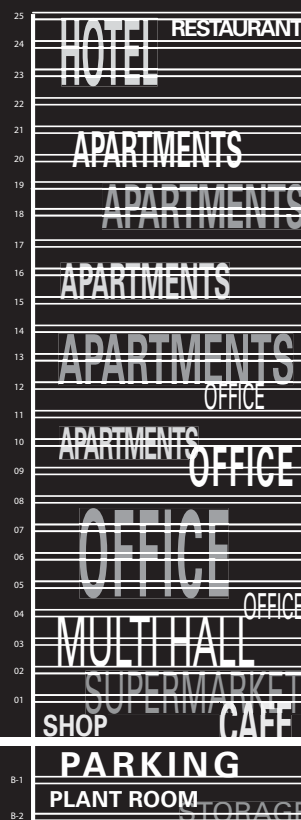 25 RESTAURANT
HOTEL
24
23
22
21
APARTMENTS
20
19
APARTMENTS
18
17
16
APARTMENTS
15
14
APARTMENTS
13
12
OFFICE
11
APARTMENTS
10
OFFICE
09
08
OFFICE
07
06
05
OFFICE
04
MULTI HALL
03
02
SUPERMARKET
01
SHOP CAFE
PARKING
B-1
PLANT ROOM
STORAGE
B-2